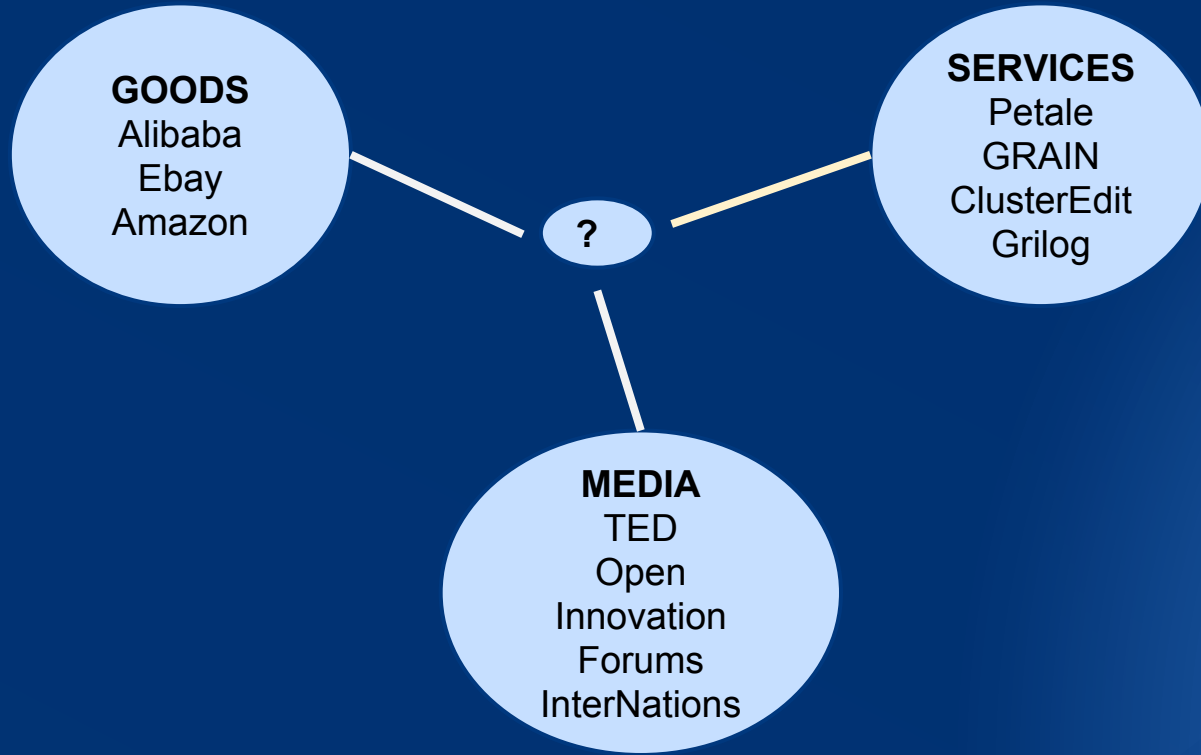 GOODS
Alibaba
Ebay
Amazon
?
SERVICES
Petale
GRAIN
ClusterEdit
Grilog
MEDIA
TED
Open
Innovation
Forums
InterNations